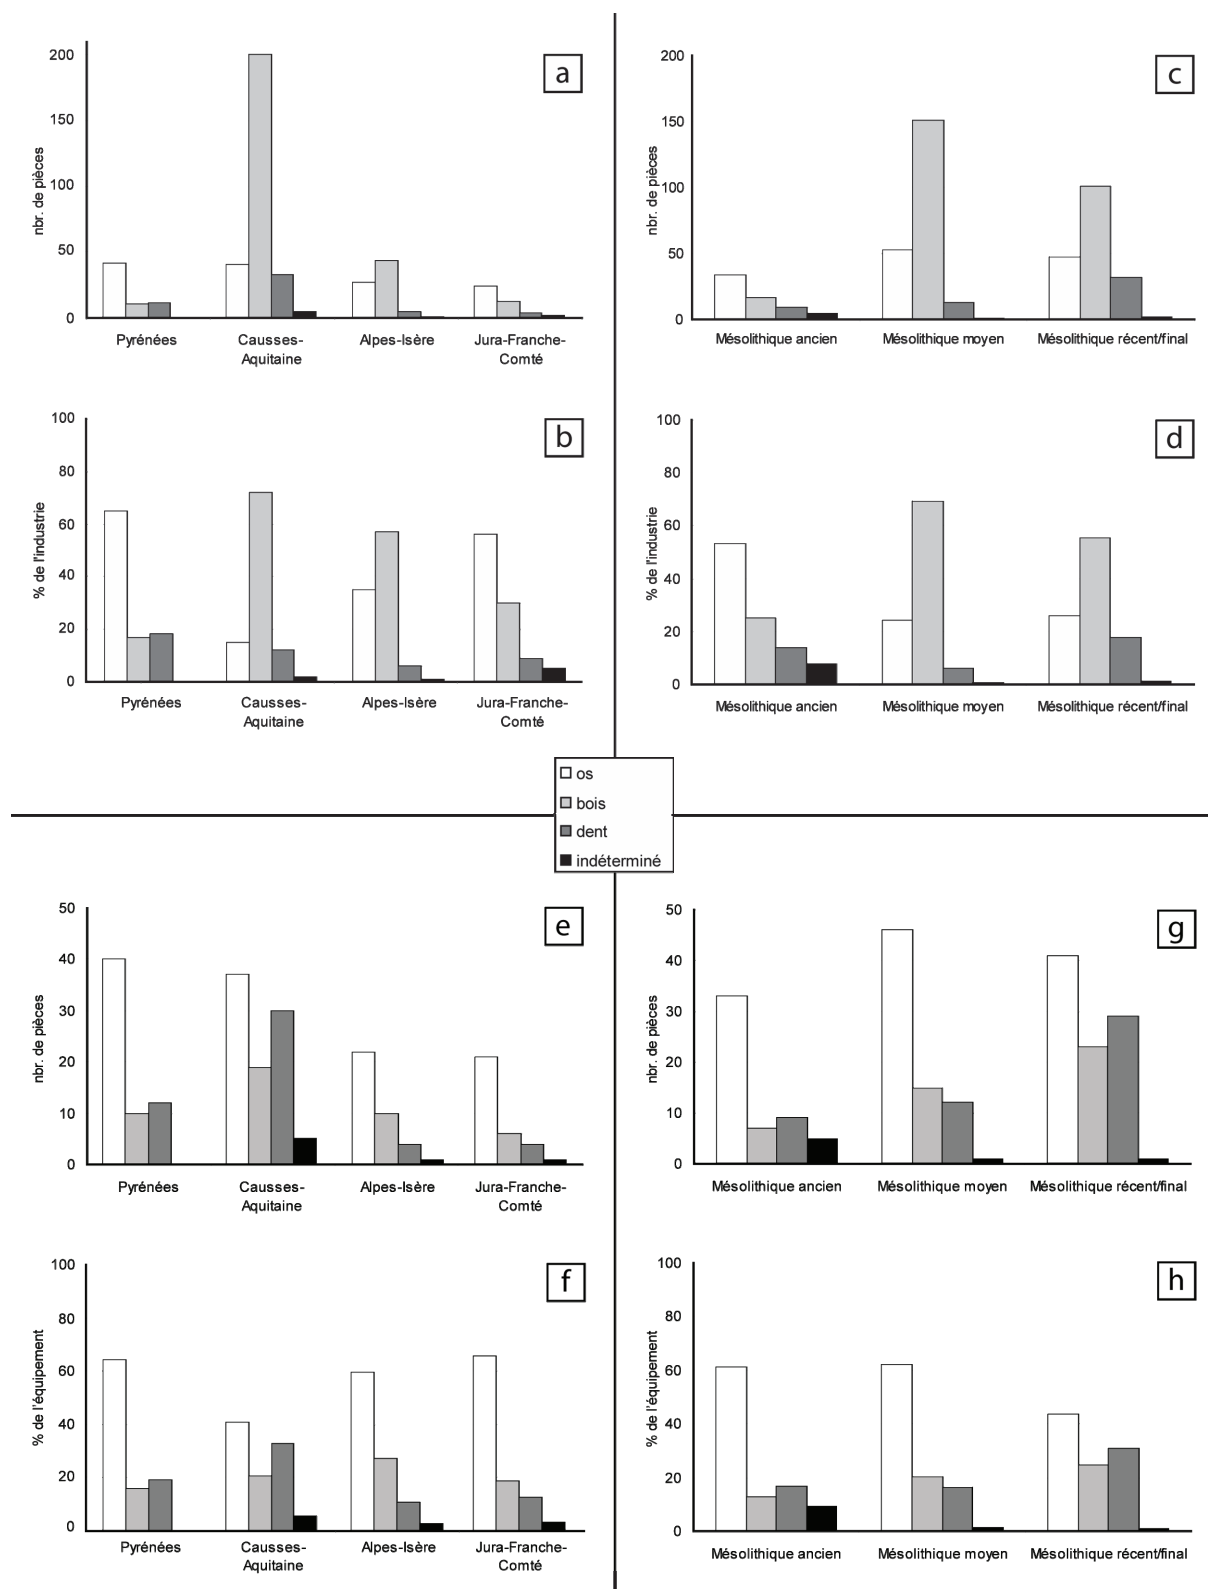 a
nbr. de pièces
200
150
100
50
0
Pyrénées
Causses-
Aquitaine
Alpes-Isère
Jura-Franche-
Comté
b
% de l'industrie
100
80
60
40
20
0
Pyrénées
Causses-
Aquitaine
Alpes-Isère
Jura-Franche-
Comté
c
nbr. de pièces
200
150
100
50
0
Mésolithique ancien
Mésolithique moyen
Mésolithique récent/final
d
% de l'industrie
100
80
60
40
20
0
Mésolithique ancien
Mésolithique moyen
Mésolithique récent/final
os
bois
dent
indéterminé
e
nbr. de pièces
50
40
30
20
10
0
Pyrénées
Causses-
Aquitaine
Alpes-Isère
Jura-Franche-
Comté
f
% de l'équipement
100
80
60
40
20
0
Pyrénées
Causses-
Aquitaine
Alpes-Isère
Jura-Franche-
Comté
g
nbr. de pièces
50
40
30
20
10
0
Mésolithique ancien
Mésolithique moyen
Mésolithique récent/final
h
% de l'équipement
100
80
60
40
20
0
Mésolithique ancien
Mésolithique moyen
Mésolithique récent/final